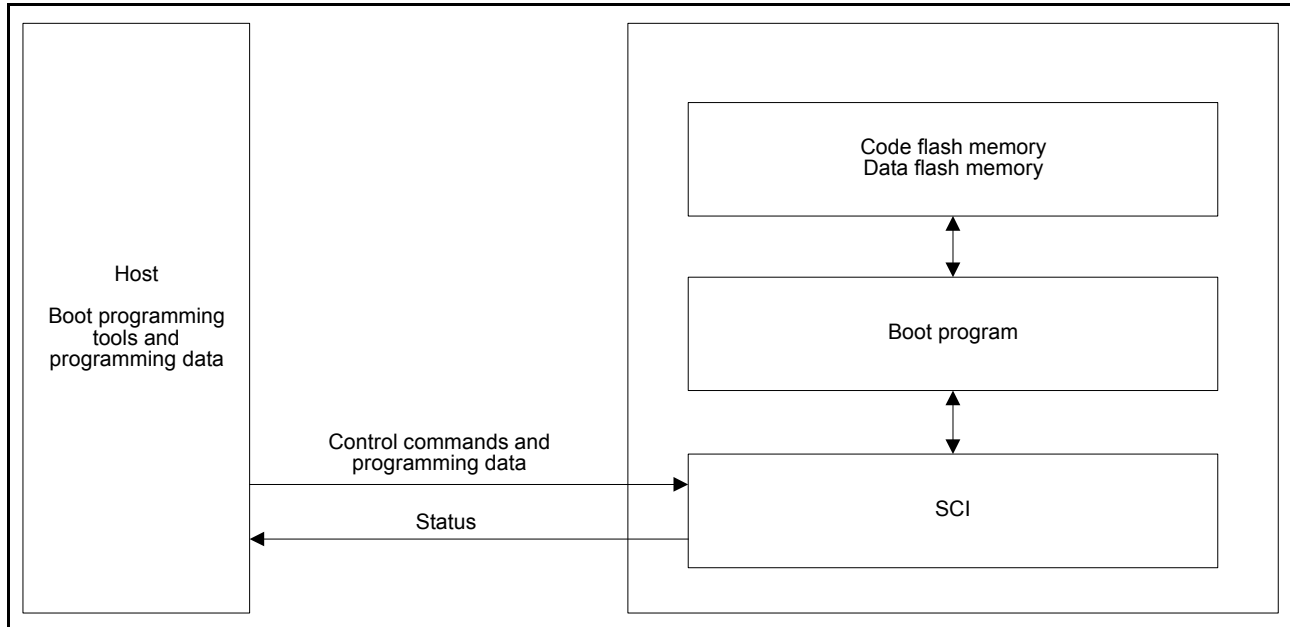 Code flash memory
Data flash memory
Host
Boot programming
tools and
programming data
Boot program
Control commands and
programming data
SCI
Status